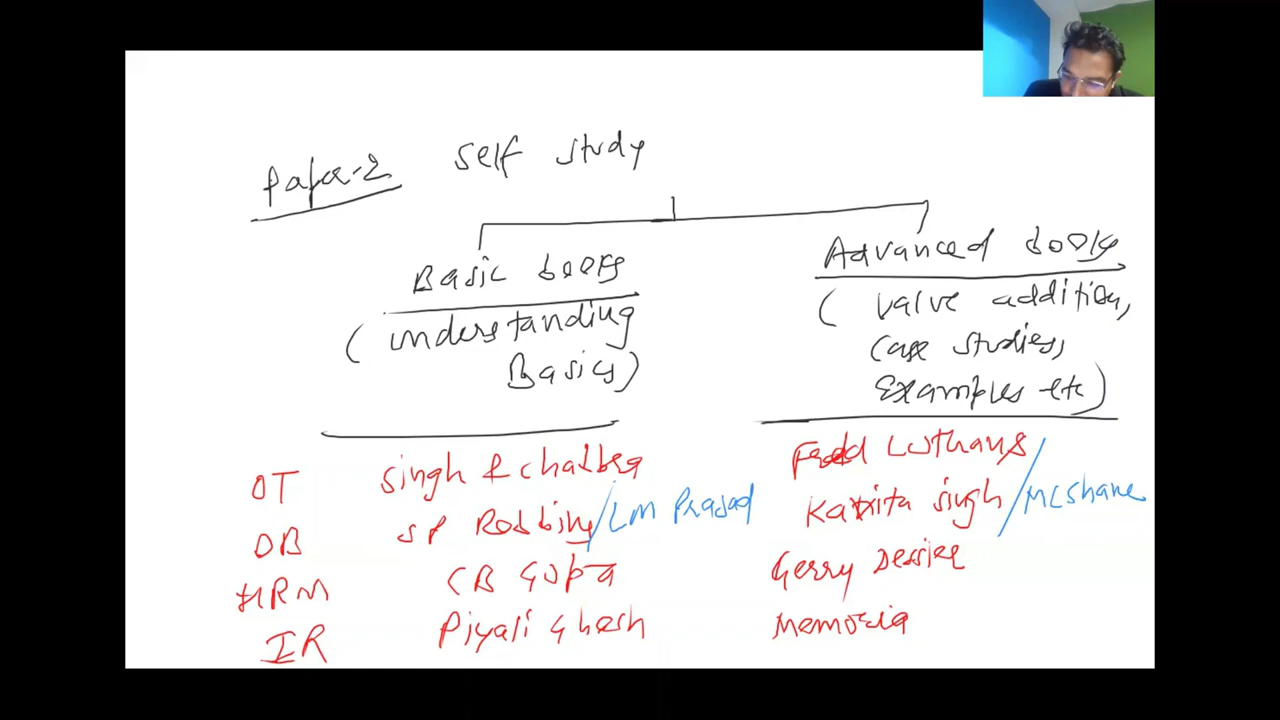 Paper-2 Self study
Basic books
(understanding
Basics)
Advanced books
(value addition,
case studies,
Examples etc)
OT Singh & Chhabra Fred Luthans/
OB SP Robbins/LM Prasad Kavita Singh/McShane
HRM CB Gupta Gerry Dessler
IR Piyali Ghosh Memoria